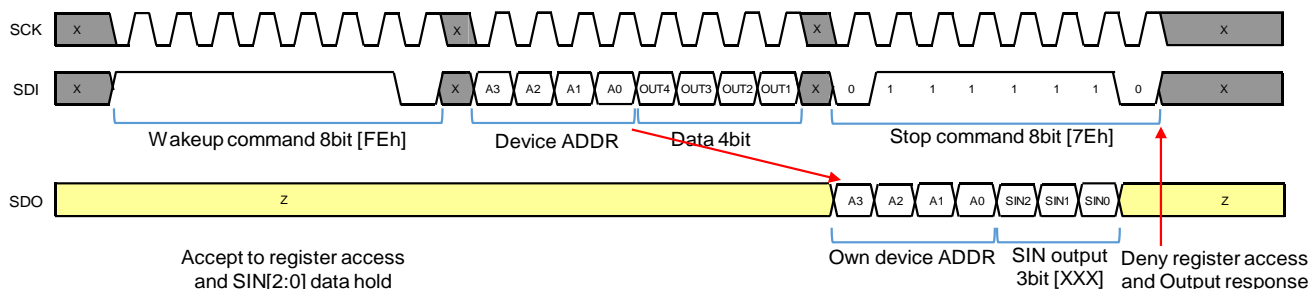 SCK X X X X
SDI X X A3 A2 A1 A0 OUT4 OUT3 OUT2 OUT1 X 0 1 1 1 1 1 1 0 X
Wakeup command 8bit [FEh] Device ADDR Data 4bit Stop command 8bit [7Eh]
SDO Z A3 A2 A1 A0 SIN2 SIN1 SIN0 Z
Accept to register access Own device ADDR SIN output Deny register access
and SIN[2:0] data hold 3bit [XXX] and Output response